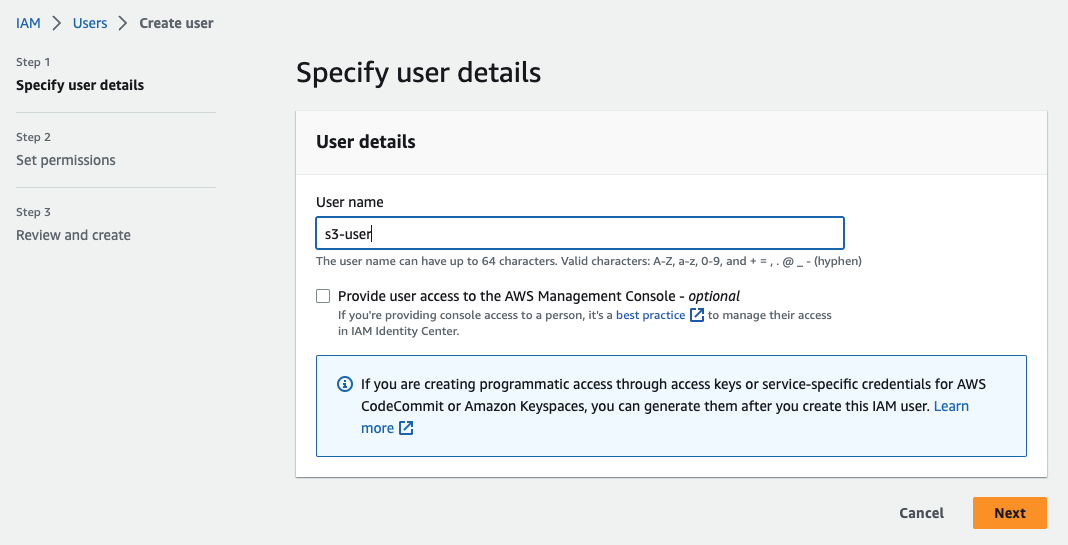 IAM > Users > Create user
Step 1
Specify user details
Step 2
Set permissions
Step 3
Review and create
Specify user details
User details
User name
s3-user
The user name can have up to 64 characters. Valid characters: A-Z, a-z, 0-9, and + = , . @ _ - (hyphen)
Provide user access to the AWS Management Console - optional
If you're providing console access to a person, it's a best practice to manage their access
in IAM Identity Center.
If you are creating programmatic access through access keys or service-specific credentials for AWS
CodeCommit or Amazon Keyspaces, you can generate them after you create this IAM user. Learn
more
Cancel
Next